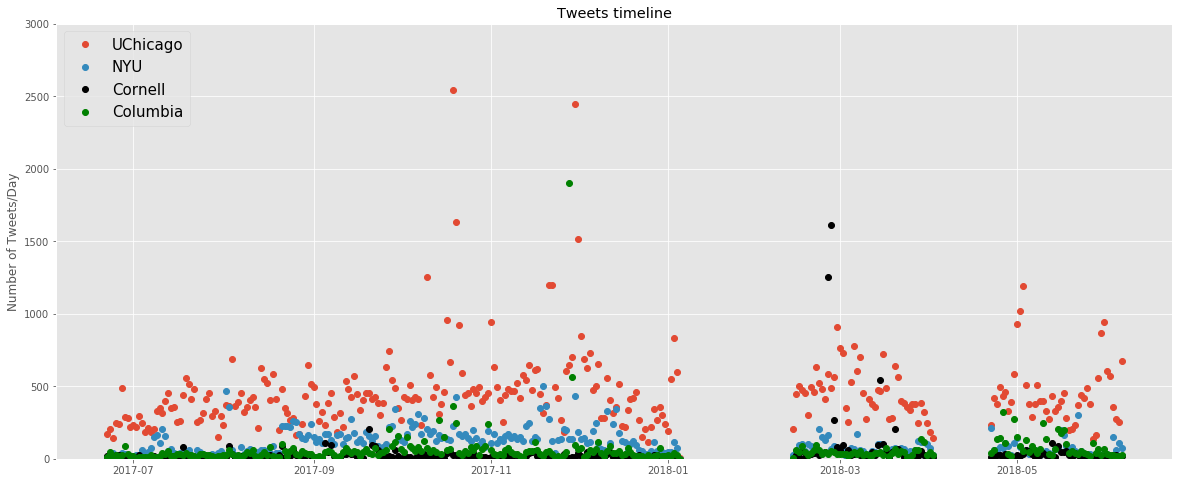 Tweets timeline
Number of Tweets/Day
3000
2500
2000
1500
1000
500
0
UChicago
NYU
Cornell
Columbia
2017-07
2017-09
2017-11
2018-01
2018-03
2018-05